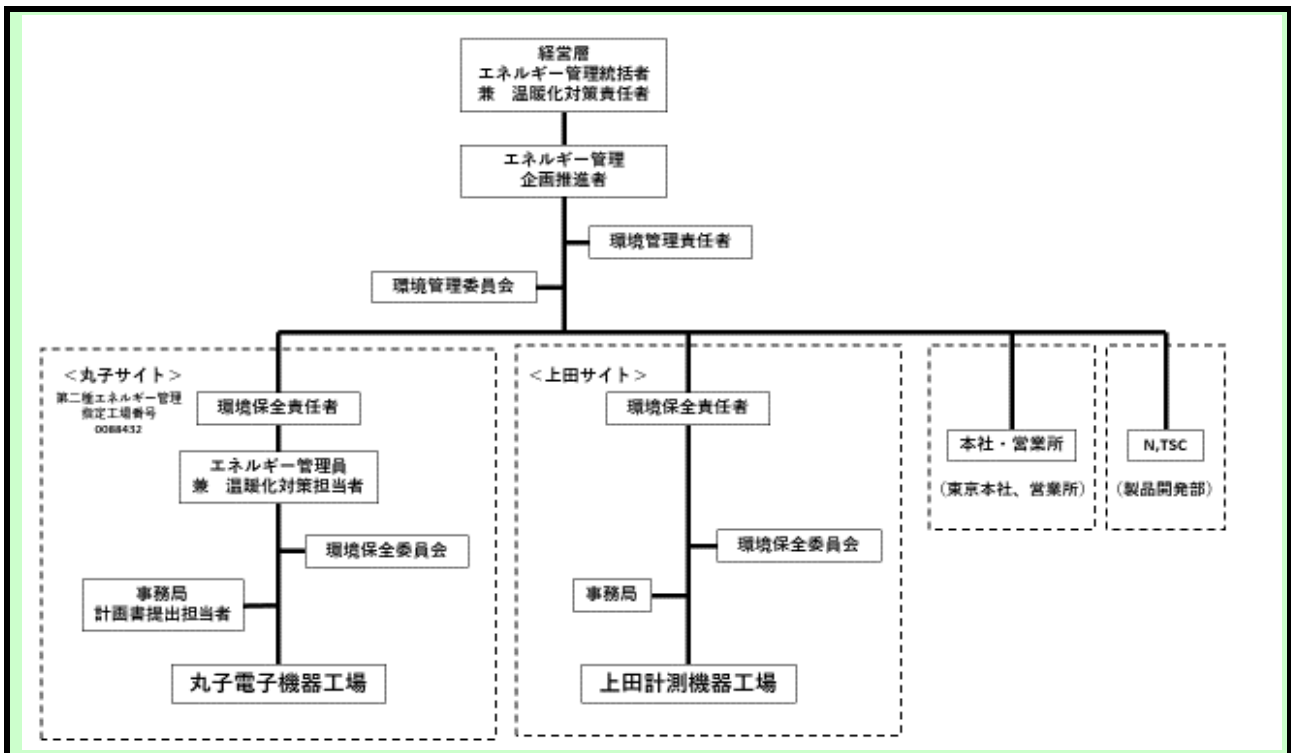 経営層
エネルギー管理統括者
兼　温暖化対策責任者
エネルギー管理
企画推進者
環境管理責任者
環境管理委員会
＜丸子サイト＞
第二種エネルギー管理
指定工場番号
0088432
環境保全責任者
エネルギー管理員
兼　温暖化対策担当者
環境保全委員会
事務局
計画書提出担当者
丸子電子機器工場
＜上田サイト＞
環境保全責任者
環境保全委員会
事務局
上田計測機器工場
本社・営業所
（東京本社、営業所）
N,TSC
（製品開発部）